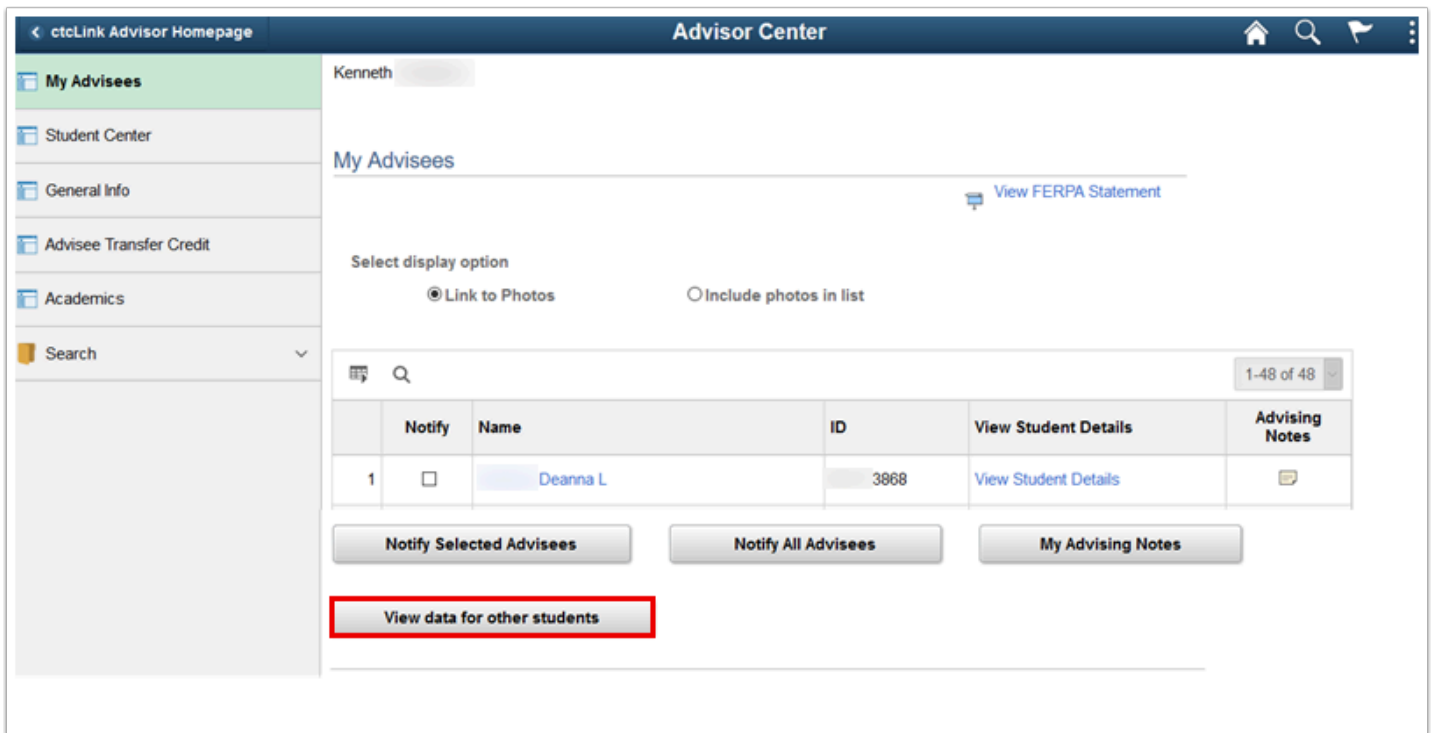 ctcLink Advisor Homepage
Advisor Center
My Advisees
Student Center
General Info
Advisee Transfer Credit
Academics
Search
Kenneth
My Advisees
View FERPA Statement
Select display option
Link to Photos
Include photos in list
1-48 of 48
Notify Name ID View Student Details Advising Notes
1 Deanna L 3868 View Student Details
Notify Selected Advisees Notify All Advisees My Advising Notes
View data for other students